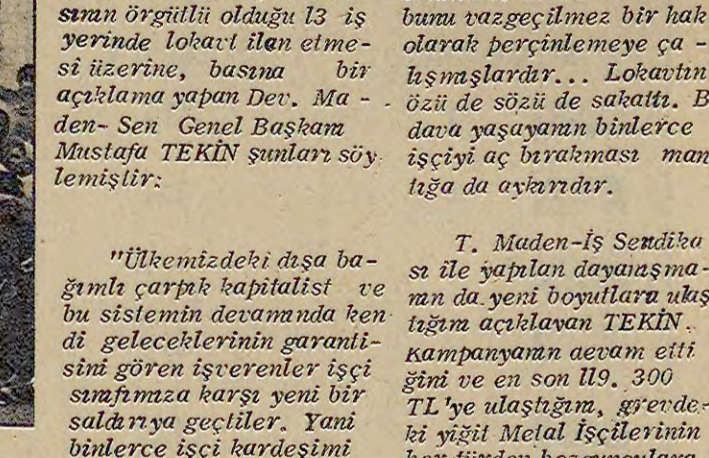 sının örgütlü olduğu 13 iş
yerinde lokavt ilan etme-
si üzerine, basına bir
açıklama yapan Dev. Ma -
den- Sen Genel Başkanı
Mustafa TEKİN şunları söy
lemiştir:
"Ülkemizdeki dışa ba-
ğımlı çarpık kapitalist ve
bu sistemin devamında ken
di geleceklerinin garanti-
sini gören işverenler işçi
sınıfımıza karşı yeni bir
saldırıya geçtiler. Yani
binlerce işçi kardeşimi
bunu vazgeçilmez bir hak
olarak perçinlemeye ça -
lışmışlardır... Lokavtın
özü de sözü de sakattı. B
dava yaşayanın binlerce
işçiyi aç bırakması man
tığa da aykırıdır.
T. Maden-İş Sendika
sı ile yapılan dayanışma-
nın da yeni boyutlara ulaş
tığını açıklayan TEKİN
Kampanyanın devam etti
ğini ve en son 119. 300
TL'ye ulaştığını, grevde-
ki yiğit Metal İşçilerinin
her türden